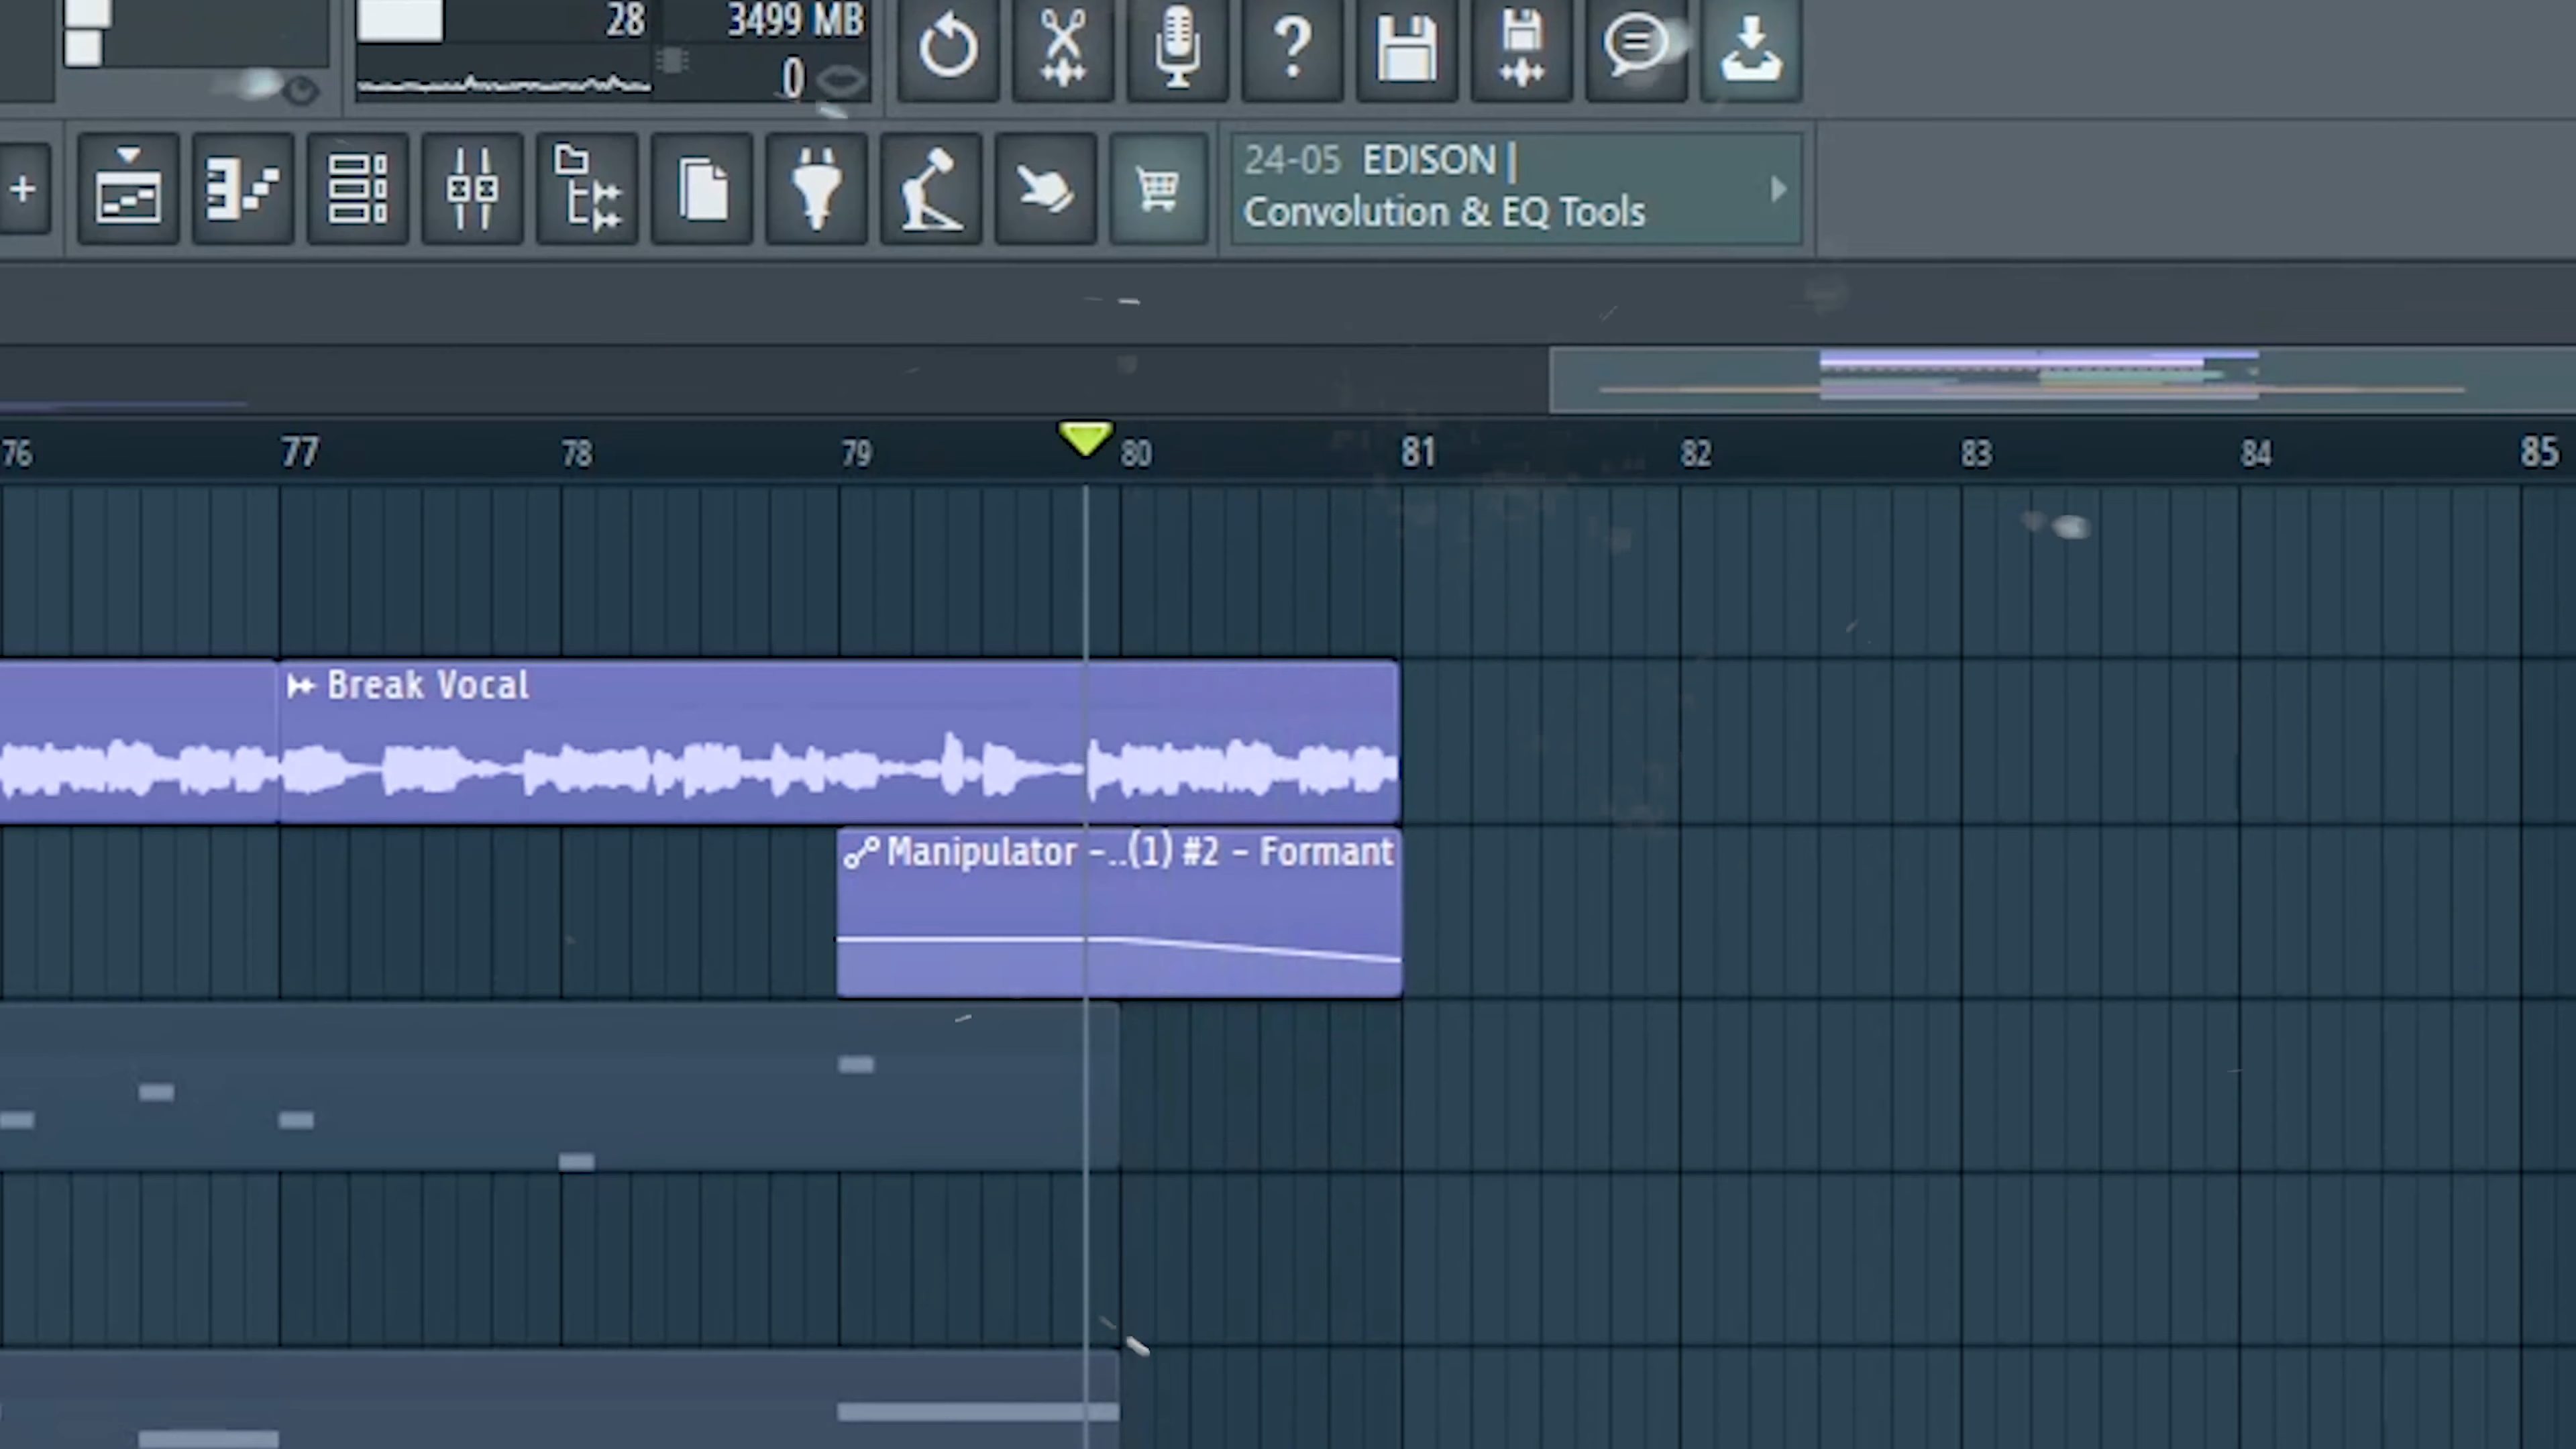 28
3499 MB
0
24-05 EDISON |
Convolution & EQ Tools
76 77 78 79 80 81 82 83 84 85
Break Vocal
Manipulator -..(1) #2 - Formant